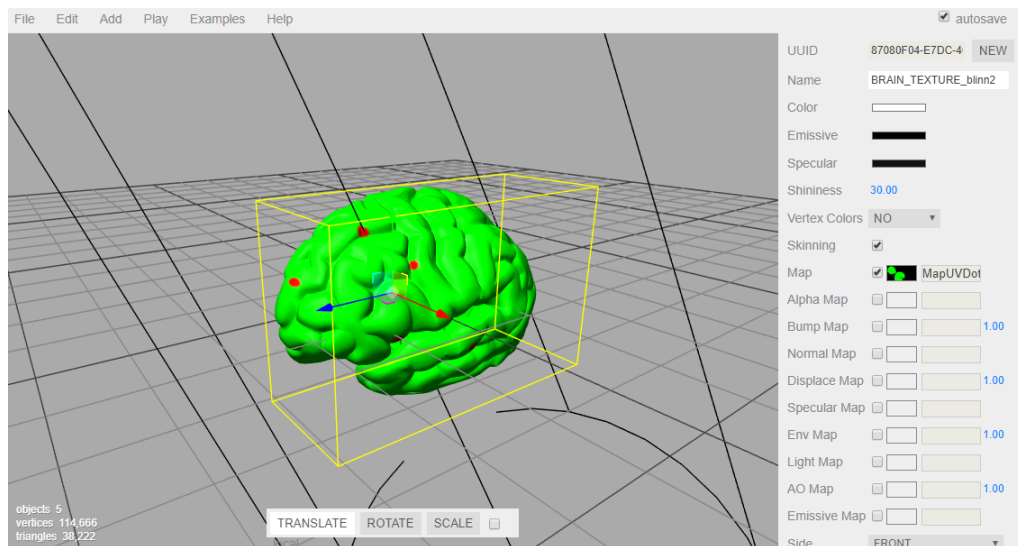 File Edit Add Play Examples Help autosave
UUID 87080F04-E7DC-4 NEW
Name BRAIN_TEXTURE_blinn2
Color
Emissive
Specular
Shininess 30.00
Vertex Colors NO
Skinning
Map MapUVDot
Alpha Map
Bump Map 1.00
Normal Map
Displace Map 1.00
Specular Map
Env Map 1.00
Light Map
AO Map 1.00
Emissive Map
Side FRONT
objects 5
vertices 114,666
triangles 38,222
TRANSLATE ROTATE SCALE
local